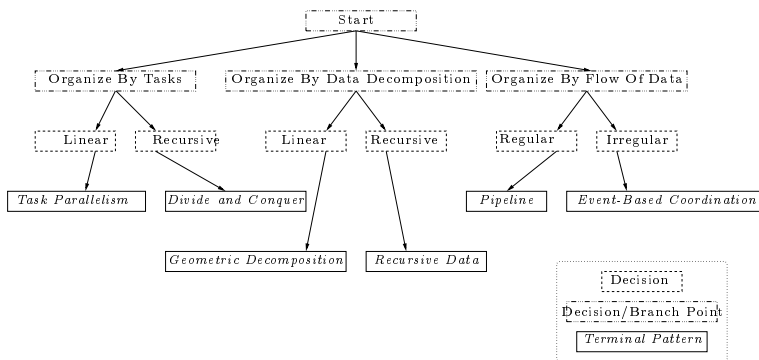 Start
Organize By Tasks
Organize By Data Decomposition
Organize By Flow Of Data
Linear
Recursive
Linear
Recursive
Regular
Irregular
Task Parallelism
Divide and Conquer
Pipeline
Event-Based Coordination
Geometric Decomposition
Recursive Data
Decision
Decision/Branch Point
Terminal Pattern